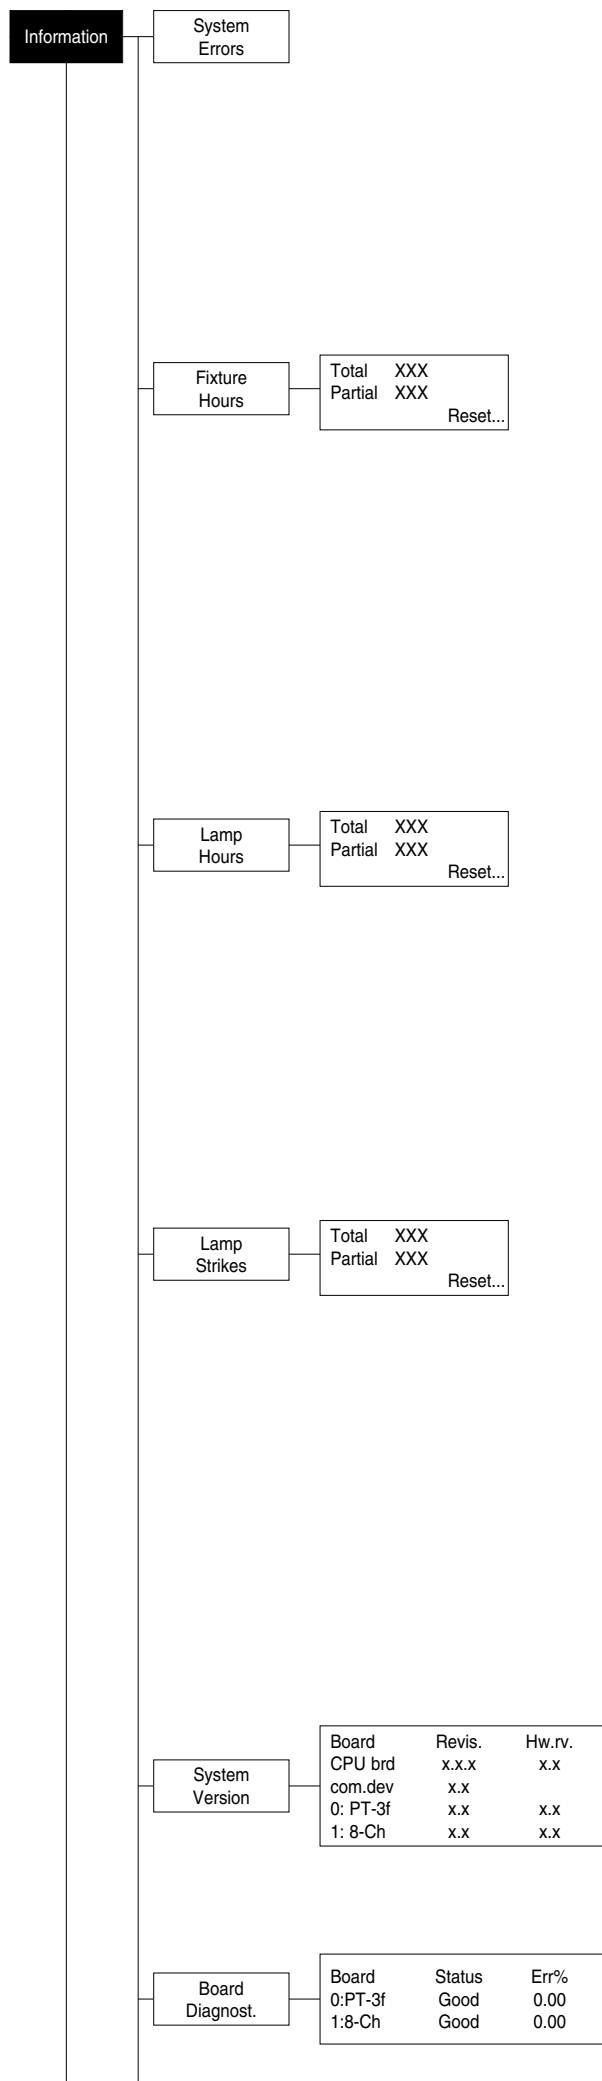 Information
System
Errors
Fixture
Hours
Total XXX
Partial XXX
Reset...
Lamp
Hours
Total XXX
Partial XXX
Reset...
Lamp
Strikes
Total XXX
Partial XXX
Reset...
System
Version
Board Revis. Hw.rv.
CPU brd x.x.x x.x
com.dev x.x
0: PT-3f x.x x.x
1: 8-Ch x.x x.x
Board
Diagnost.
Board Status Err%
0:PT-3f Good 0.00
1:8-Ch Good 0.00